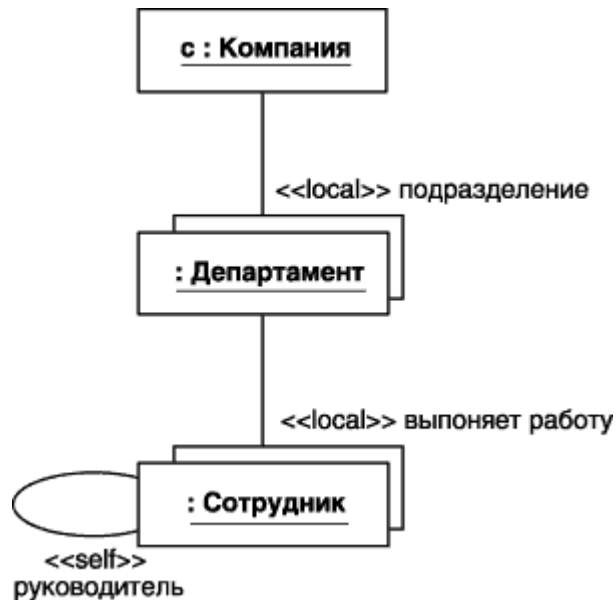 с : Компания
<<local>> подразделение
: Департамент
<<local>> выпоняет работу
: Сотрудник
<<self>>
руководитель